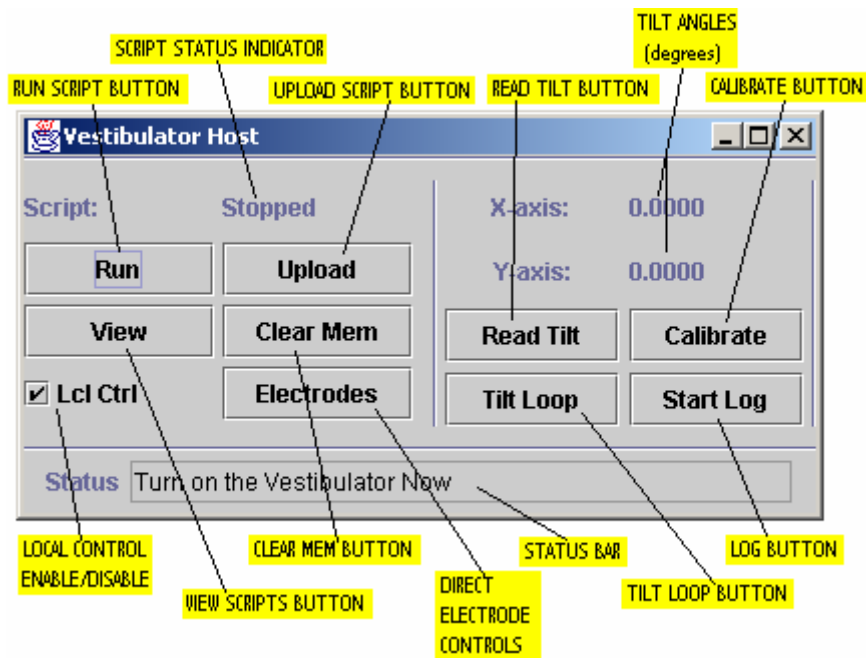 TILT ANGLES
(degrees)
SCRIPT STATUS INDICATOR
RUN SCRIPT BUTTON
UPLOAD SCRIPT BUTTON
READ TILT BUTTON
CALIBRATE BUTTON
Vestibulator Host
Script: Stopped
X-axis: 0.0000
Run Upload
Y-axis: 0.0000
View Clear Mem
Read Tilt Calibrate
Lcl Ctrl Electrodes
Tilt Loop Start Log
Status Turn on the Vestibulator Now
LOCAL CONTROL
ENABLE/DISABLE
CLEAR MEM BUTTON
STATUS BAR
LOG BUTTON
VIEW SCRIPTS BUTTON
DIRECT
ELECTRODE
CONTROLS
TILT LOOP BUTTON